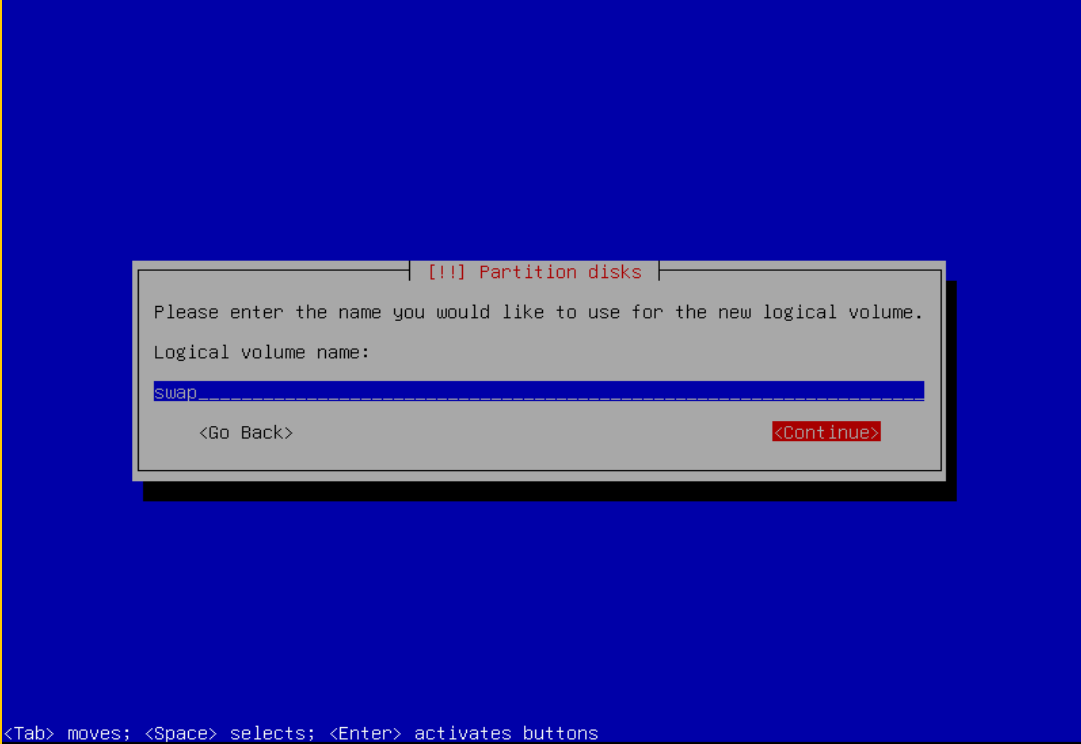 [!!] Partition disks
Please enter the name you would like to use for the new logical volume.
Logical volume name:
swap
<Go Back> <Continue>
<Tab> moves; <Space> selects; <Enter> activates buttons